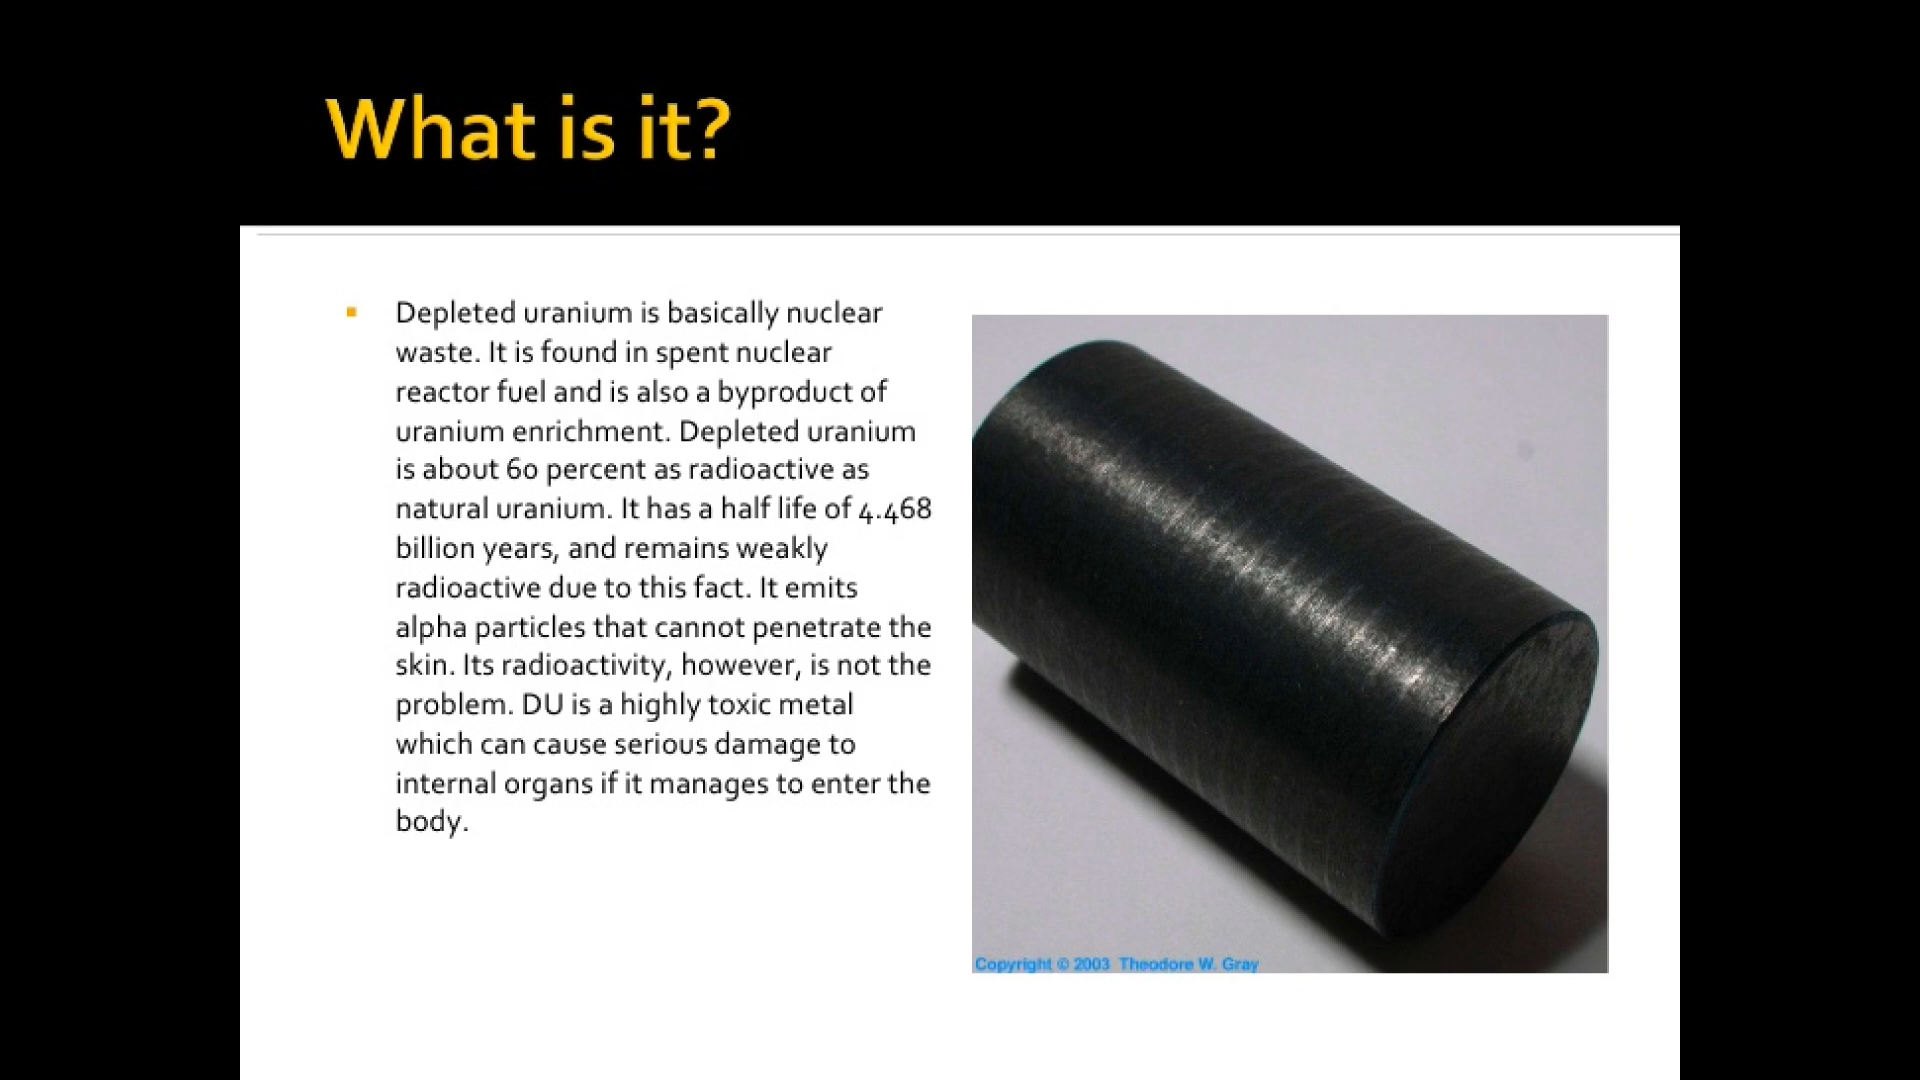 What is it?
Depleted uranium is basically nuclear
waste. It is found in spent nuclear
reactor fuel and is also a byproduct of
uranium enrichment. Depleted uranium
is about 60 percent as radioactive as
natural uranium. It has a half life of 4.468
billion years, and remains weakly
radioactive due to this fact. It emits
alpha particles that cannot penetrate the
skin. Its radioactivity, however, is not the
problem. DU is a highly toxic metal
which can cause serious damage to
internal organs if it manages to enter the
body.
Copyright © 2003 Theodore W. Gray